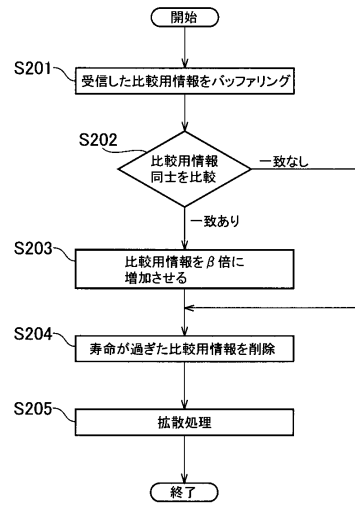 開始
S201
受信した比較用情報をバッファリング
S202
比較用情報
同士を比較
一致なし
一致あり
S203
比較用情報をβ倍に
増加させる
S204
寿命が過ぎた比較用情報を削除
S205
拡散処理
終了